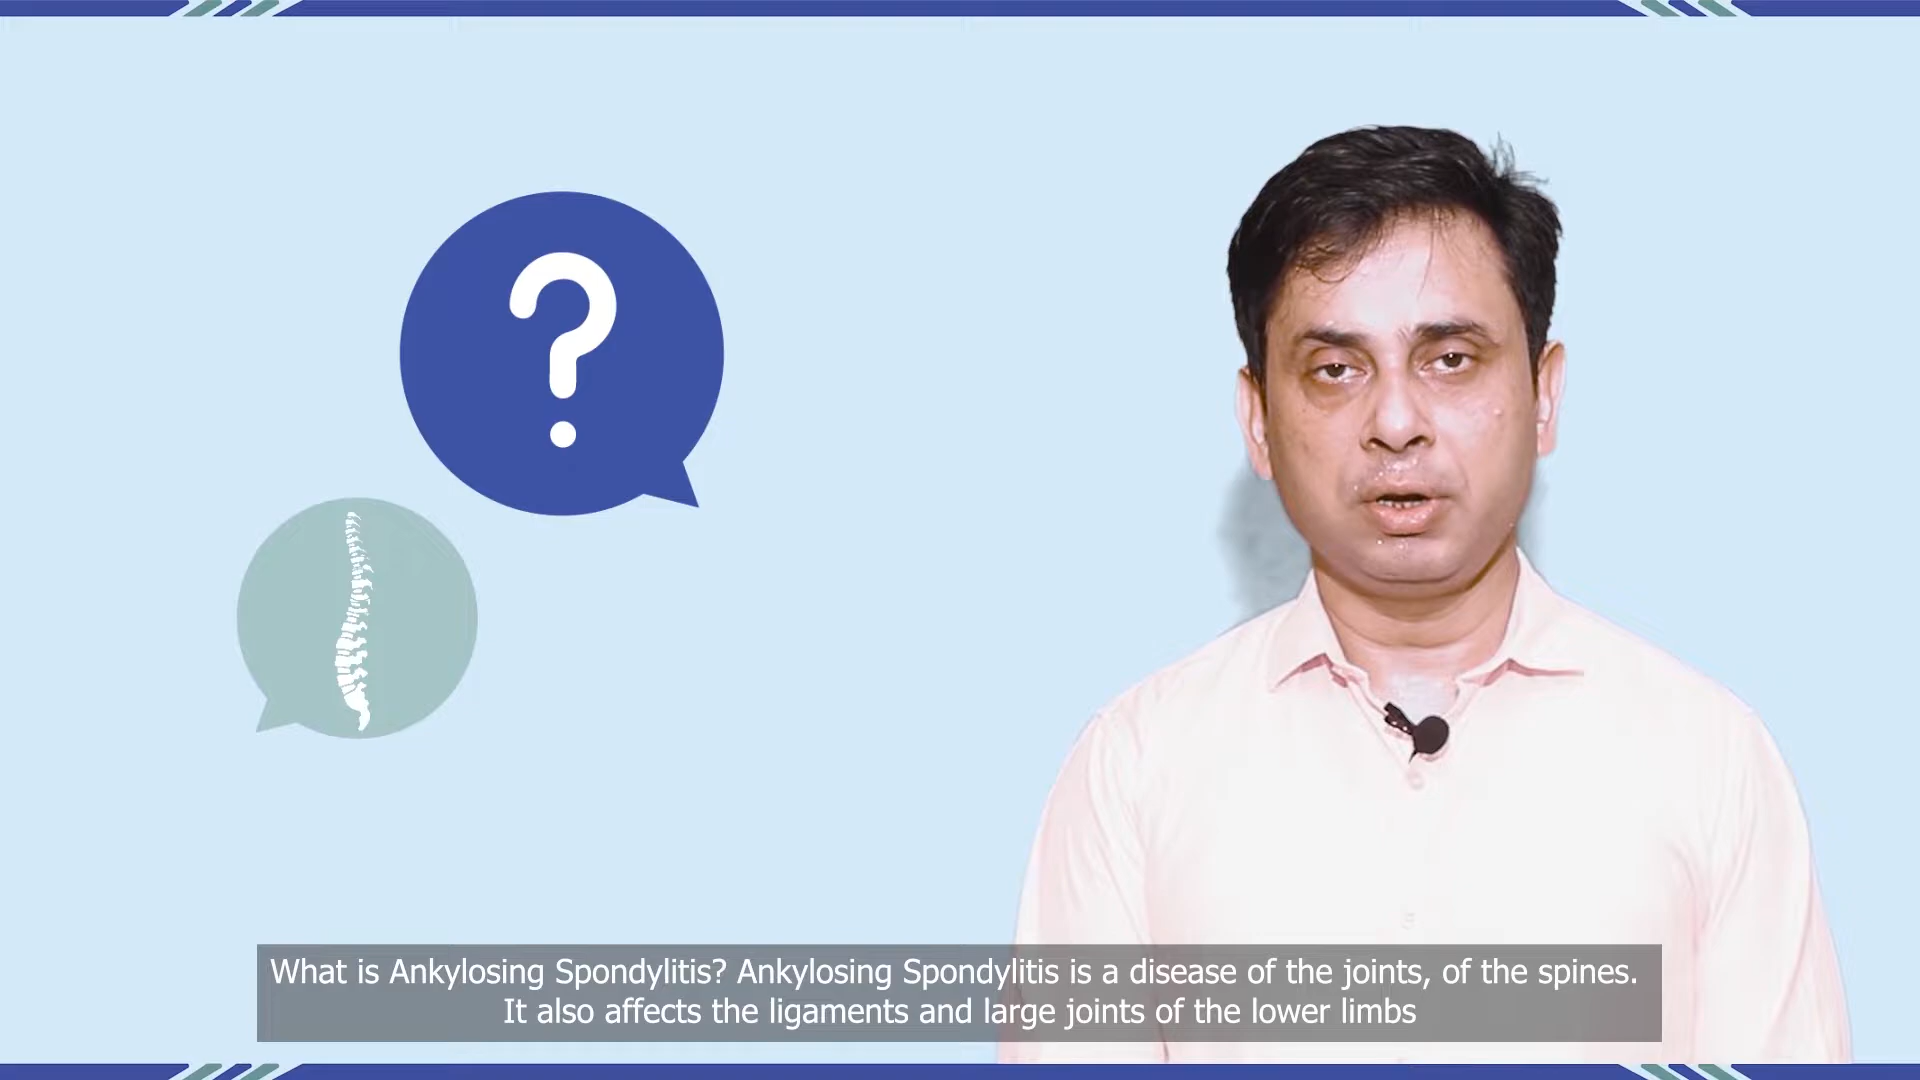 ?
What is Ankylosing Spondylitis? Ankylosing Spondylitis is a disease of the joints, of the spines.
It also affects the ligaments and large joints of the lower limbs